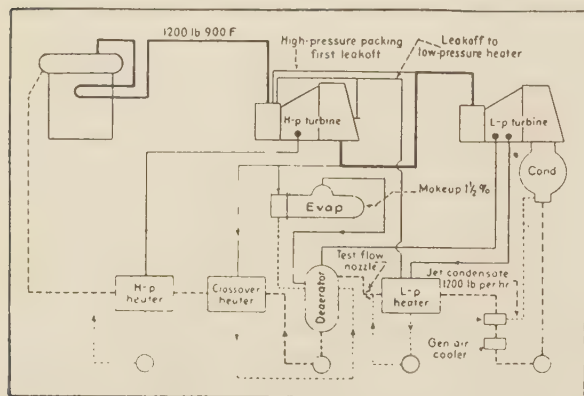 1200 lb 900 F
High-pressure packing
first leakoff
Leakoff to
low-pressure heater
H-p turbine
L-p turbine
Cond
Evap
Makeup 1½ %
Test flow
nozzle
Jet condensate
1200 lb per hr
H-p
heater
Crossover
heater
Deaerator
L-p
heater
Gen air
cooler